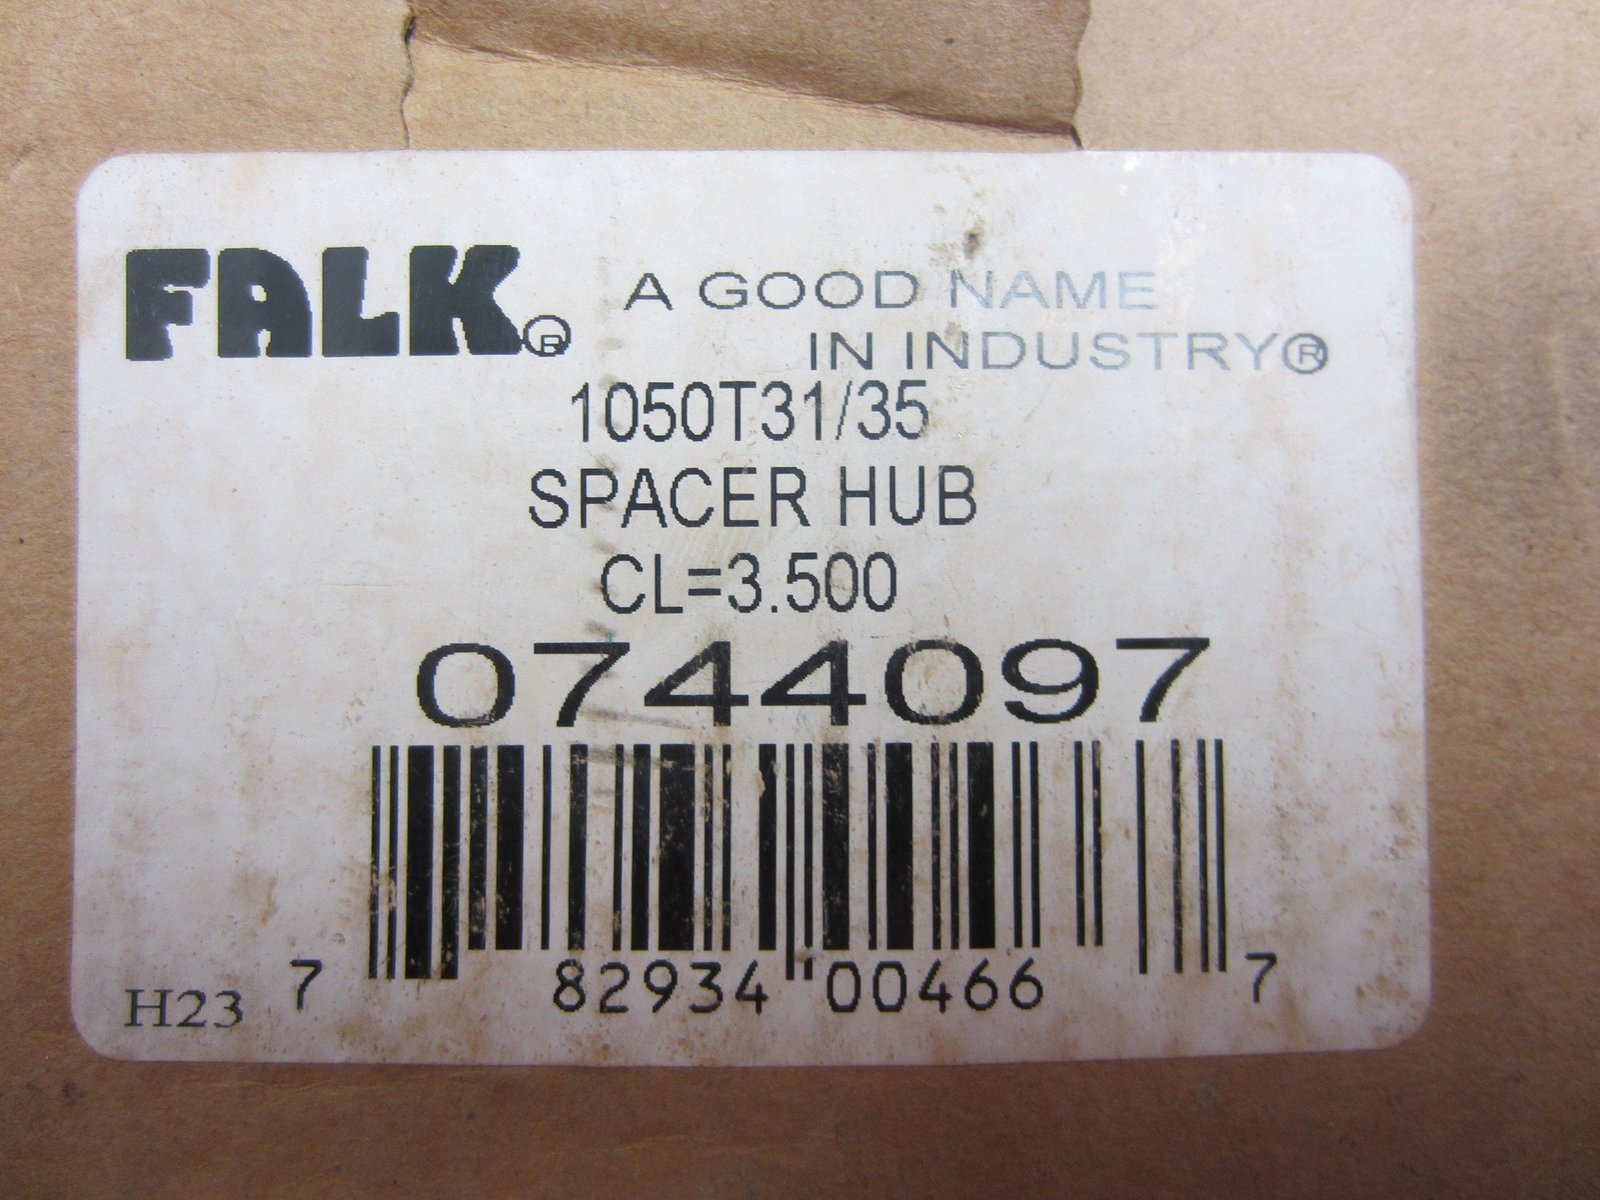 FALK® A GOOD NAME
IN INDUSTRY®
1050T31/35
SPACER HUB
CL=3.500
0744097
H23 7 82934 00466 7